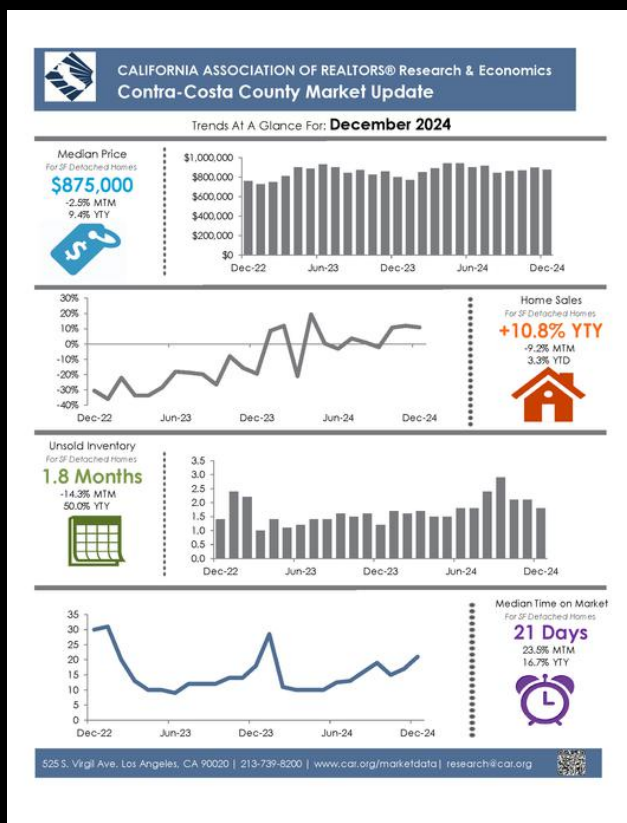 CALIFORNIA ASSOCIATION OF REALTORS® Research & Economics
Contra-Costa County Market Update
Trends At A Glance For: December 2024
Median Price
For SF Detached Homes
$875,000
-2.5% MTM
9.4% YTY
$
$1,000,000
$800,000
$600,000
$400,000
$200,000
$0
Dec-22 Jun-23 Dec-23 Jun-24 Dec-24
30%
20%
10%
0%
-10%
-20%
-30%
-40%
Dec-22 Jun-23 Dec-23 Jun-24 Dec-24
Home Sales
For SF Detached Homes
+10.8% YTY
-9.2% MTM
3.3% YTD
Unsold Inventory
For SF Detached Homes
1.8 Months
-14.3% MTM
50.0% YTY
3.5
3.0
2.5
2.0
1.5
1.0
0.5
0.0
Dec-22 Jun-23 Dec-23 Jun-24 Dec-24
35
30
25
20
15
10
5
0
Dec-22 Jun-23 Dec-23 Jun-24 Dec-24
Median Time on Market
For SF Detached Homes
21 Days
23.5% MTM
16.7% YTY
525 S. Virgil Ave. Los Angeles, CA 90020 | 213-739-8200 | www.car.org/marketdata| research@car.org